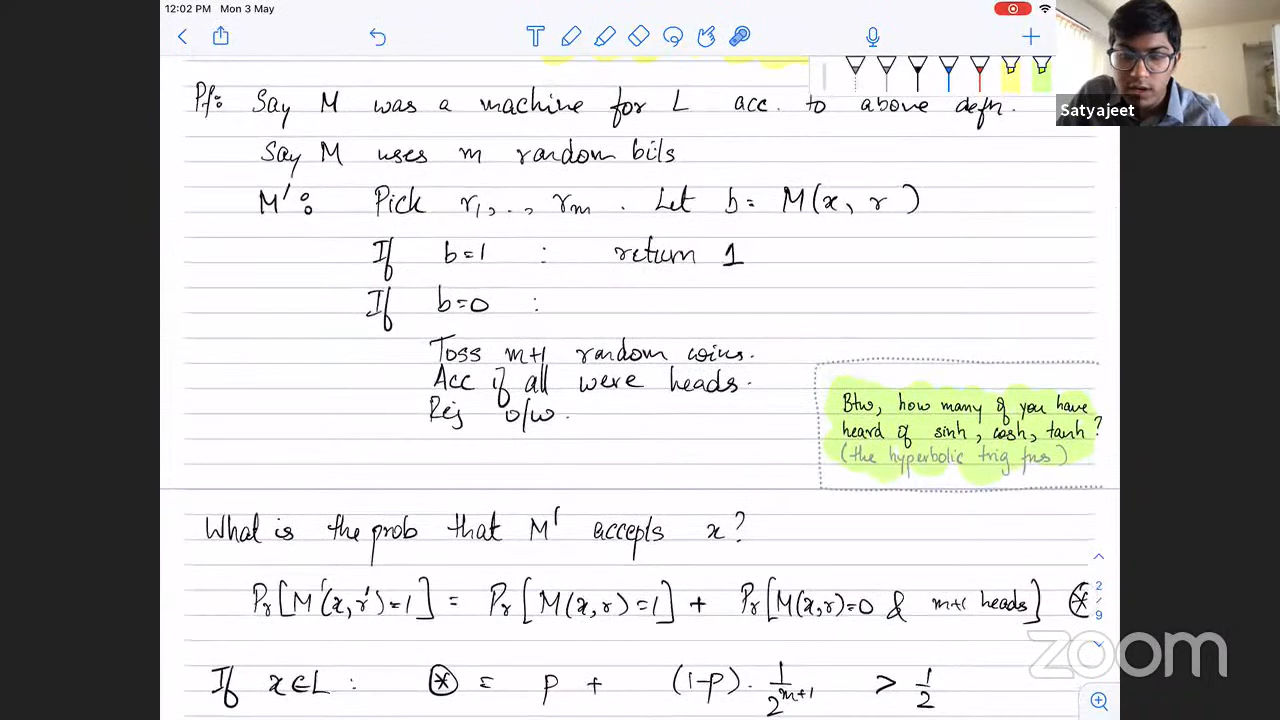 12:02 PM Mon 3 May
Satyajeet
Pf: Say M was a machine for L acc. to above defn.
Say M uses m random bits
M': Pick r1, .., rm. Let b = M(x, r)
If b=1 : return 1
If b=0 :
Toss m+1 random coins.
Acc if all were heads.
Rej o/w.
Btw, how many of you have
heard of sinh, cosh, tanh?
(the hyperbolic trig fns)
What is the prob that M' accepts x?
Pr[M'(x,r')=1] = Pr[M(x,r)=1] + Pr[M(x,r)=0 & m+1 heads] ⊛
2
9
If x∈L : ⊛ = p + (1-p). 1/2^(m+1) > 1/2
zoom